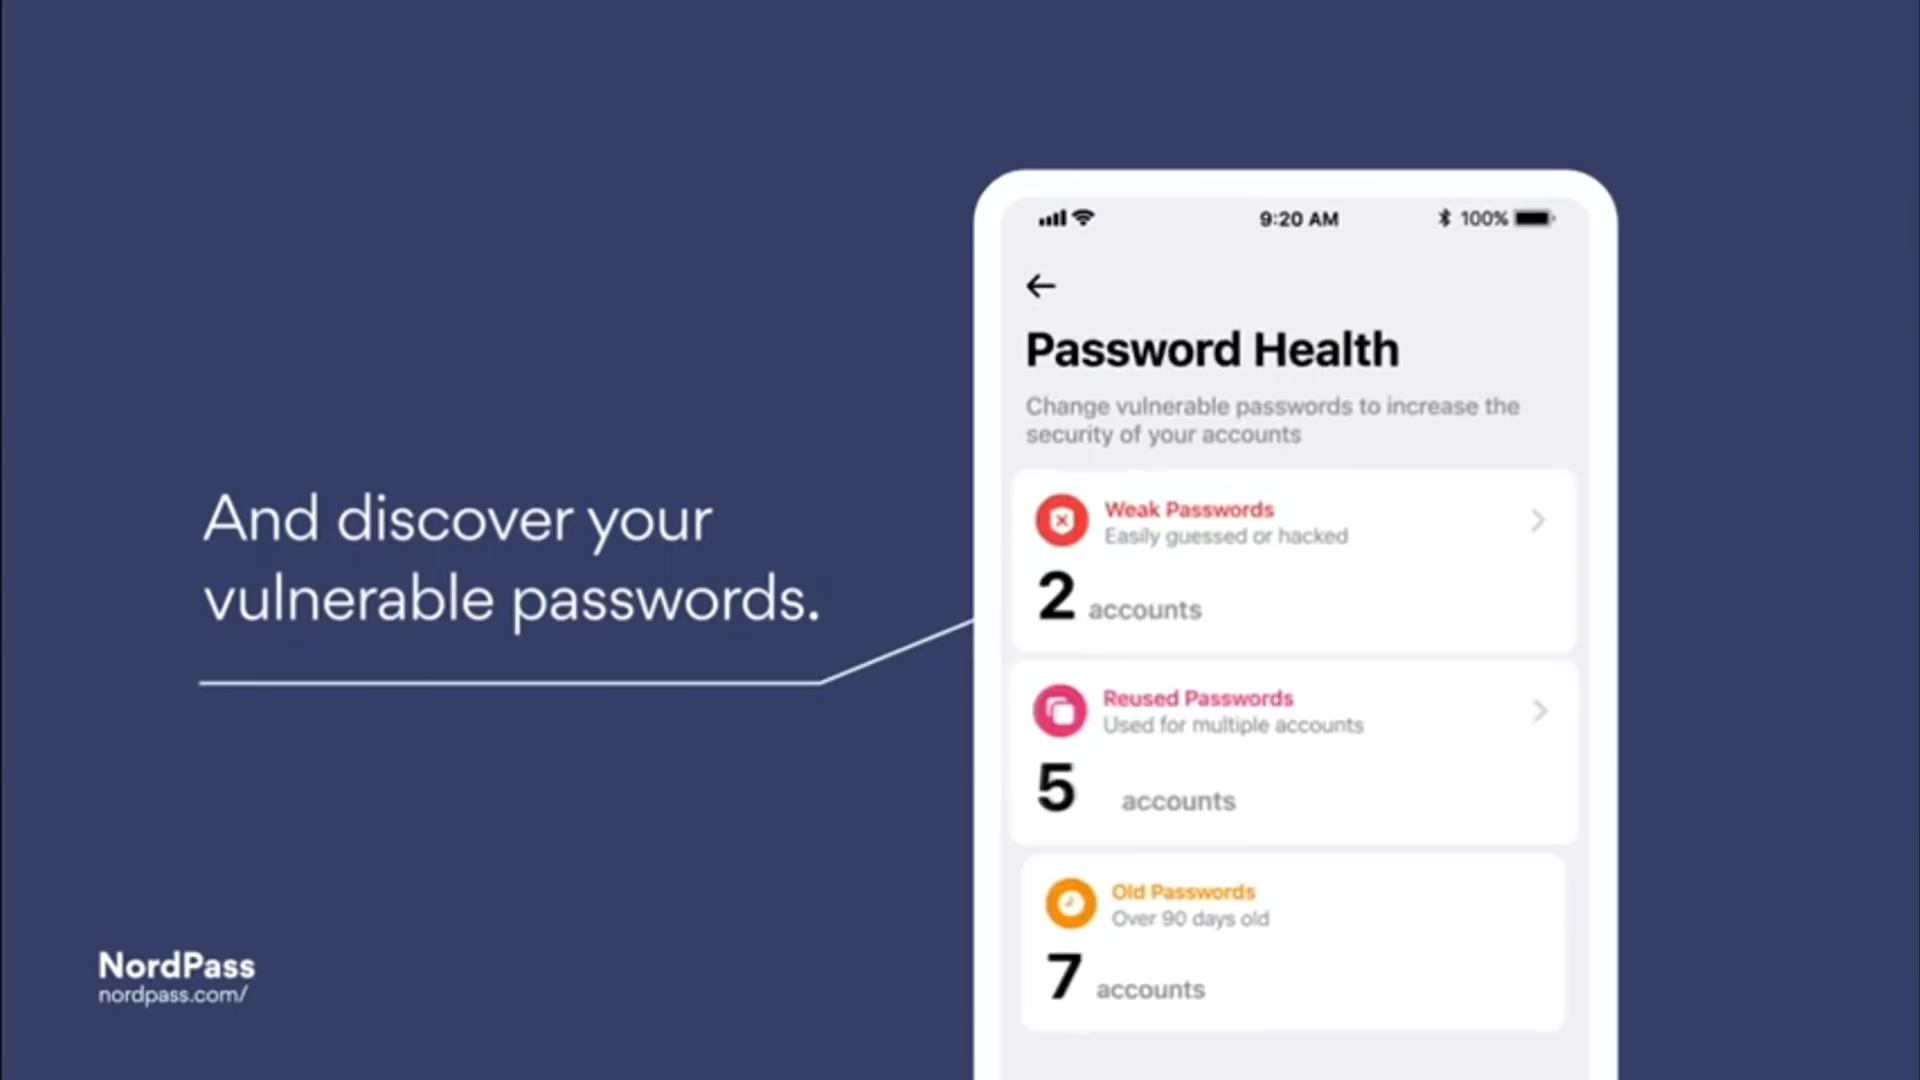 And discover your
vulnerable passwords.
NordPass
nordpass.com/
9:20 AM
100%
Password Health
Change vulnerable passwords to increase the
security of your accounts
Weak Passwords
Easily guessed or hacked
2 accounts
Reused Passwords
Used for multiple accounts
5 accounts
Old Passwords
Over 90 days old
7 accounts